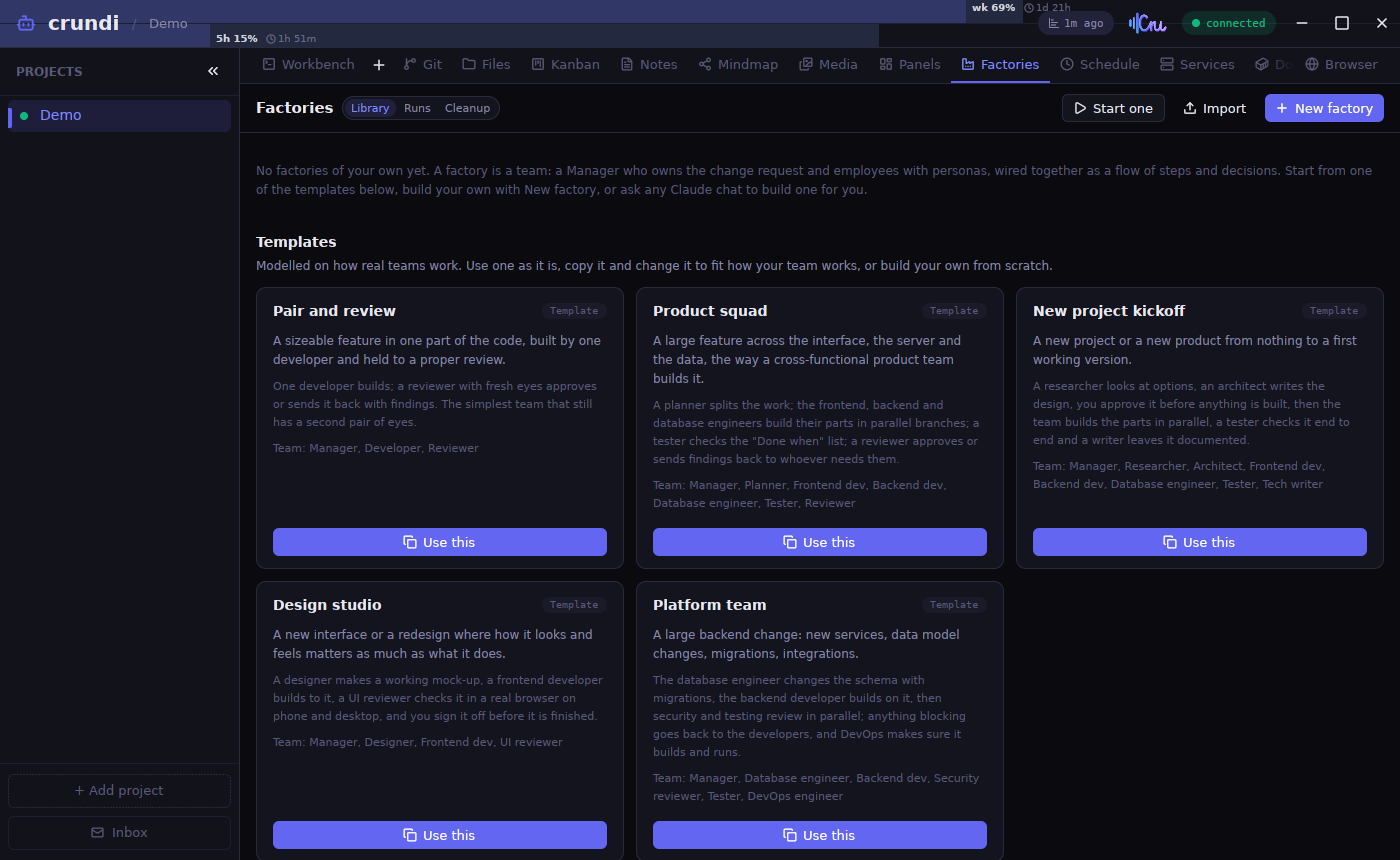 wk 69% 1d 21h
crundi / Demo
1m ago
Cru
connected
5h 15% 1h 51m
PROJECTS
Workbench
Git
Files
Kanban
Notes
Mindmap
Media
Panels
Factories
Schedule
Services
Do
Browser
Demo
Factories
Library
Runs
Cleanup
Start one
Import
+ New factory
No factories of your own yet. A factory is a team: a Manager who owns the change request and employees with personas, wired together as a flow of steps and decisions. Start from one
of the templates below, build your own with New factory, or ask any Claude chat to build one for you.
Templates
Modelled on how real teams work. Use one as it is, copy it and change it to fit how your team works, or build your own from scratch.
Pair and review
Template
A sizeable feature in one part of the code, built by one
developer and held to a proper review.
One developer builds; a reviewer with fresh eyes approves
or sends it back with findings. The simplest team that still
has a second pair of eyes.
Team: Manager, Developer, Reviewer
Use this
Product squad
Template
A large feature across the interface, the server and
the data, the way a cross-functional product team
builds it.
A planner splits the work; the frontend, backend and
database engineers build their parts in parallel branches; a
tester checks the "Done when" list; a reviewer approves or
sends findings back to whoever needs them.
Team: Manager, Planner, Frontend dev, Backend dev,
Database engineer, Tester, Reviewer
Use this
New project kickoff
Template
A new project or a new product from nothing to a first
working version.
A researcher looks at options, an architect writes the
design, you approve it before anything is built, then the
team builds the parts in parallel, a tester checks it end to
end and a writer leaves it documented.
Team: Manager, Researcher, Architect, Frontend dev,
Backend dev, Database engineer, Tester, Tech writer
Use this
Design studio
Template
A new interface or a redesign where how it looks and
feels matters as much as what it does.
A designer makes a working mock-up, a frontend developer
builds to it, a UI reviewer checks it in a real browser on
phone and desktop, and you sign it off before it is finished.
Team: Manager, Designer, Frontend dev, UI reviewer
Use this
Platform team
Template
A large backend change: new services, data model
changes, migrations, integrations.
The database engineer changes the schema with
migrations, the backend developer builds on it, then
security and testing review in parallel; anything blocking
goes back to the developers, and DevOps makes sure it
builds and runs.
Team: Manager, Database engineer, Backend dev, Security
reviewer, Tester, DevOps engineer
Use this
+ Add project
Inbox